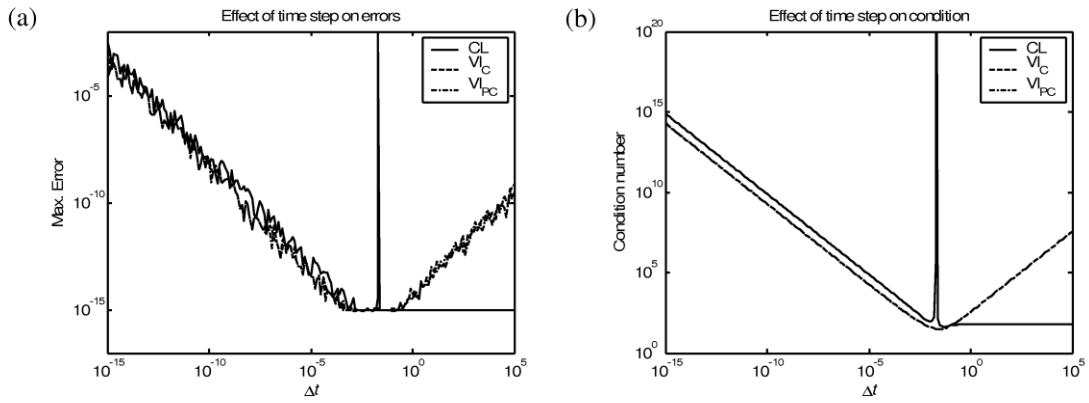 (a)
Effect of time step on errors
CL
VI_C
VI_PC
10^-5
10^-10
10^-15
Max. Error
10^-15
10^-10
10^-5
10^0
10^5
Δt
(b)
Effect of time step on condition
CL
VI_C
VI_PC
10^20
10^15
10^10
10^5
10^0
Condition number
10^-15
10^-10
10^-5
10^0
10^5
Δt